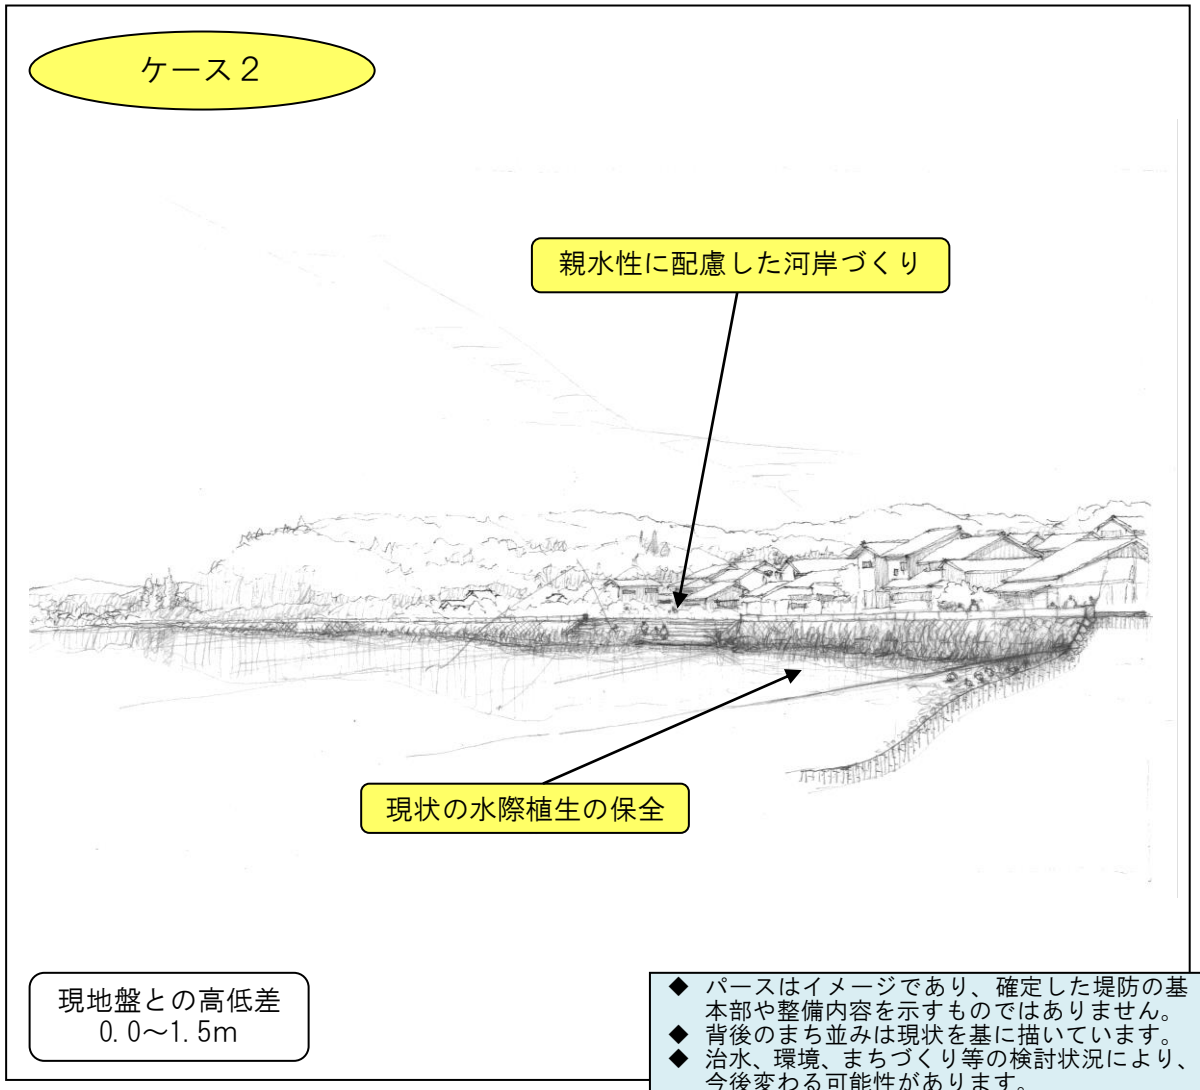 ケース２
親水性に配慮した河岸づくり
現状の水際植生の保全
現地盤との高低差
0.0～1.5m
◆ パースはイメージであり、確定した堤防の基
本部や整備内容を示すものではありません。
◆ 背後のまち並みは現状を基に描いています。
◆ 治水、環境、まちづくり等の検討状況により、
今後変わる可能性があります。